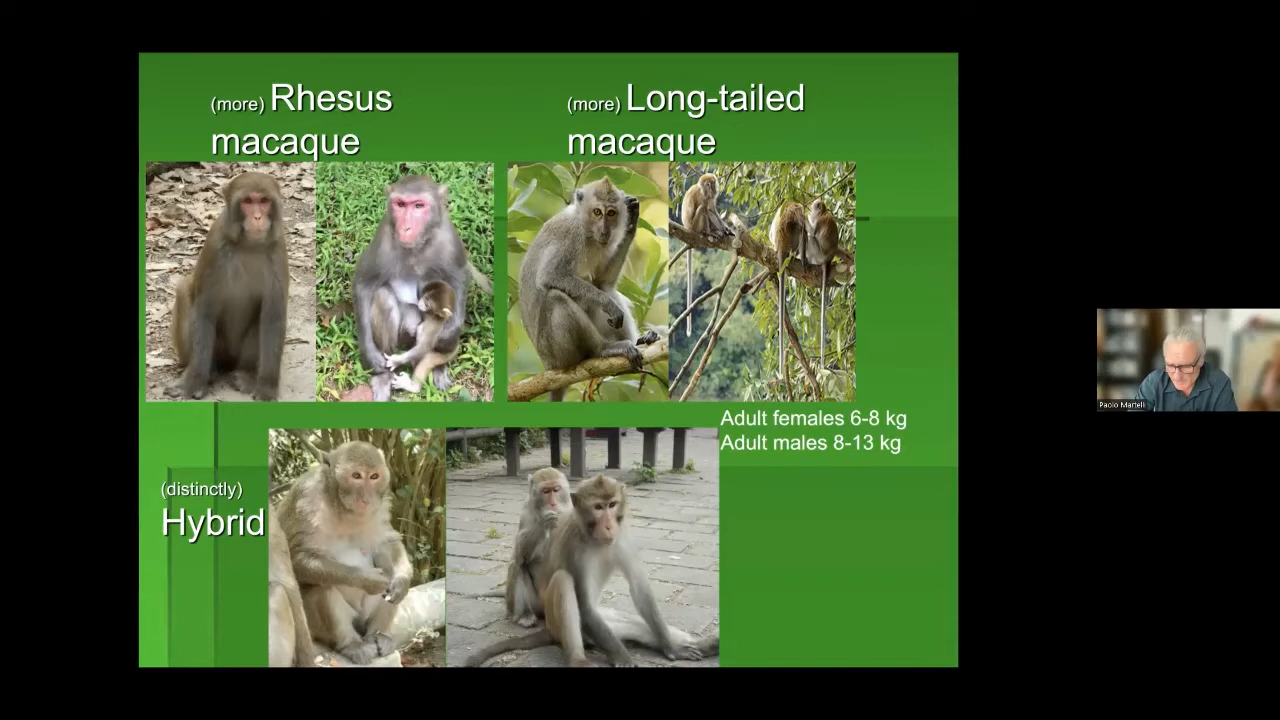 (more) Rhesus
macaque
(more) Long-tailed
macaque
Adult females 6-8 kg
Adult males 8-13 kg
(distinctly)
Hybrid
Paolo Martelli